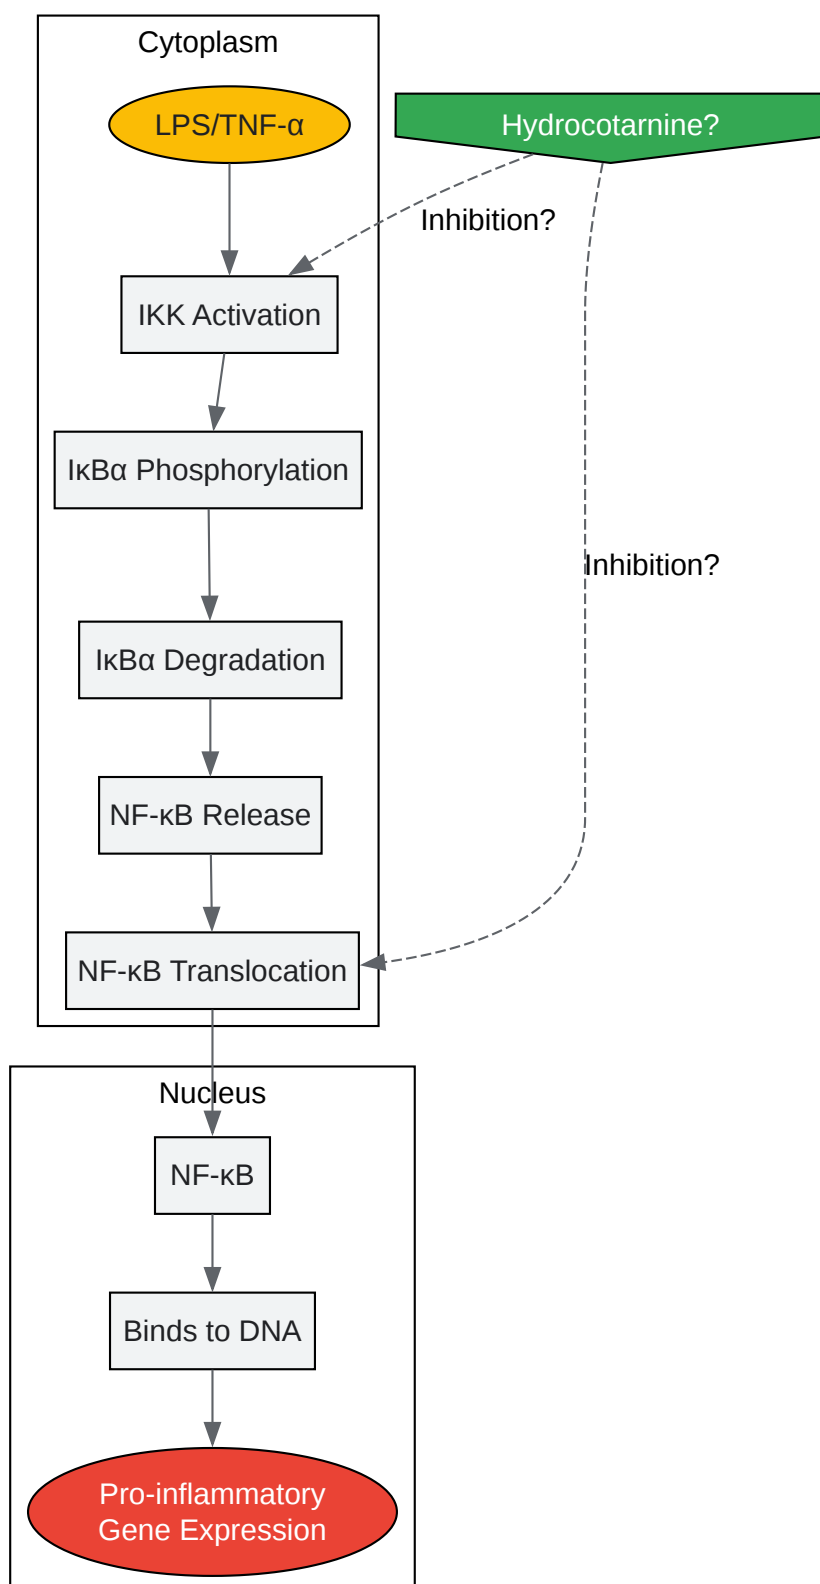 Cytoplasm
LPS/TNF-α
Hydrocotarnine?
Inhibition?
IKK Activation
IκBα Phosphorylation
Inhibition?
IκBα Degradation
NF-κB Release
NF-κB Translocation
Nucleus
NF-κB
Binds to DNA
Pro-inflammatory
Gene Expression